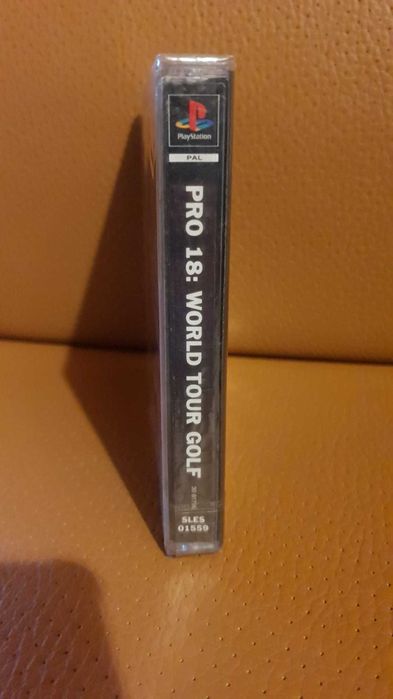 PlayStation
PAL
PRO 18: WORLD TOUR GOLF
SLES
01559